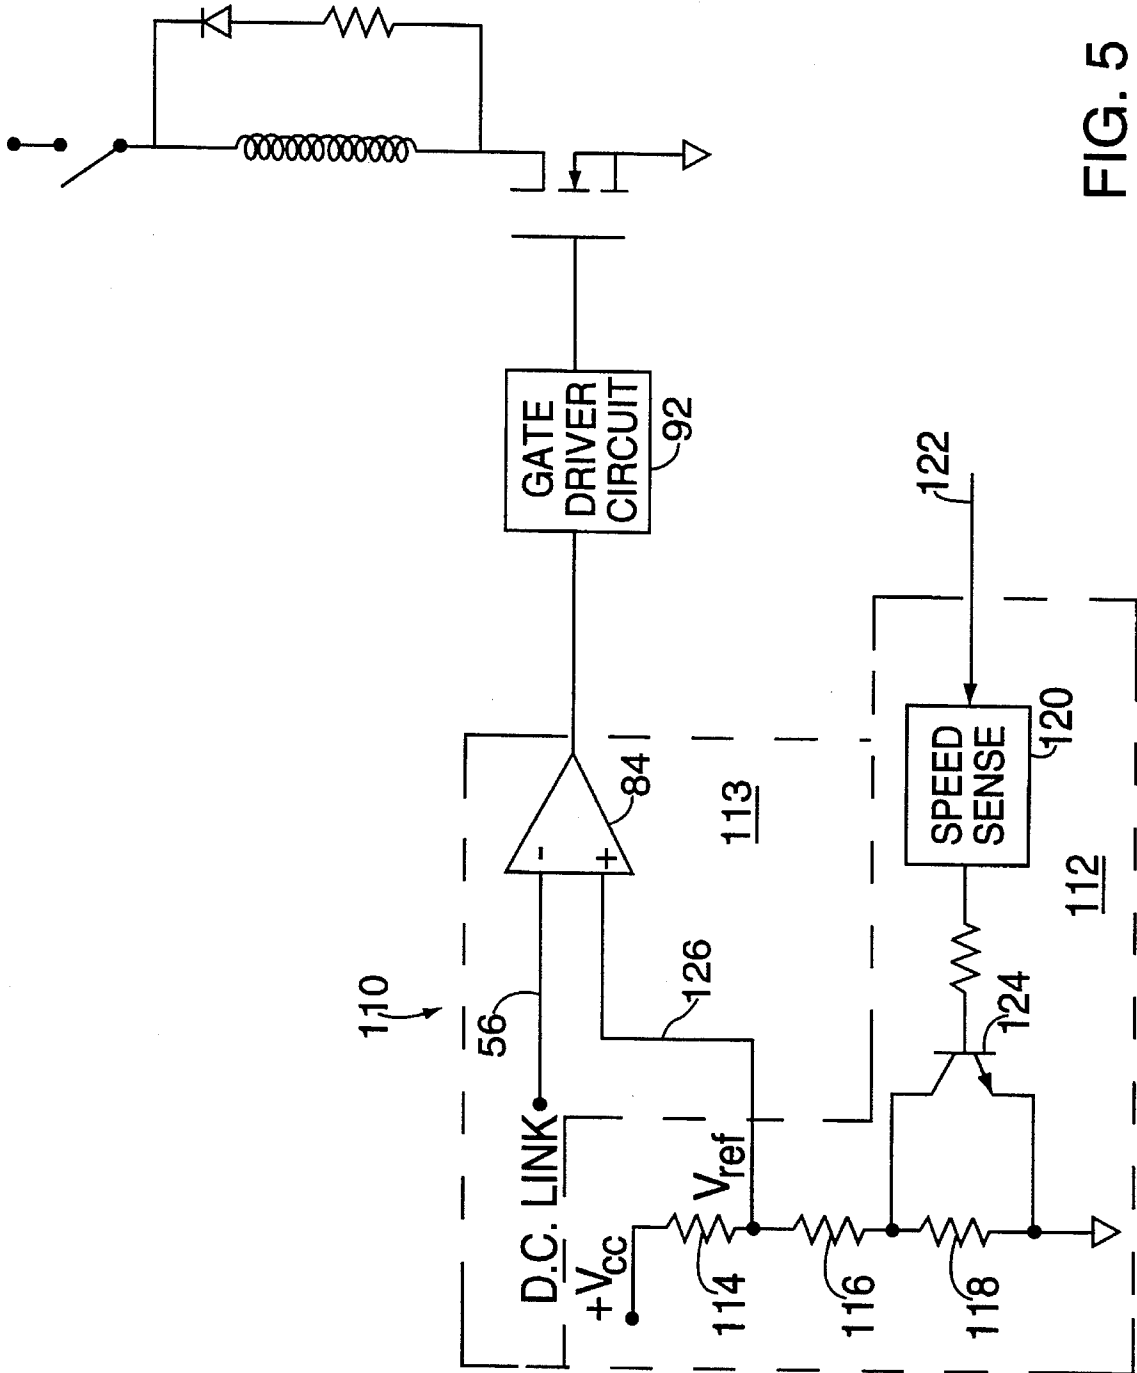 FIG. 5
GATE
DRIVER
CIRCUIT
92
122
110
56
D.C. LINK
-
+
84
113
126
+Vcc
Vref
114
116
118
SPEED
SENSE
120
112
124